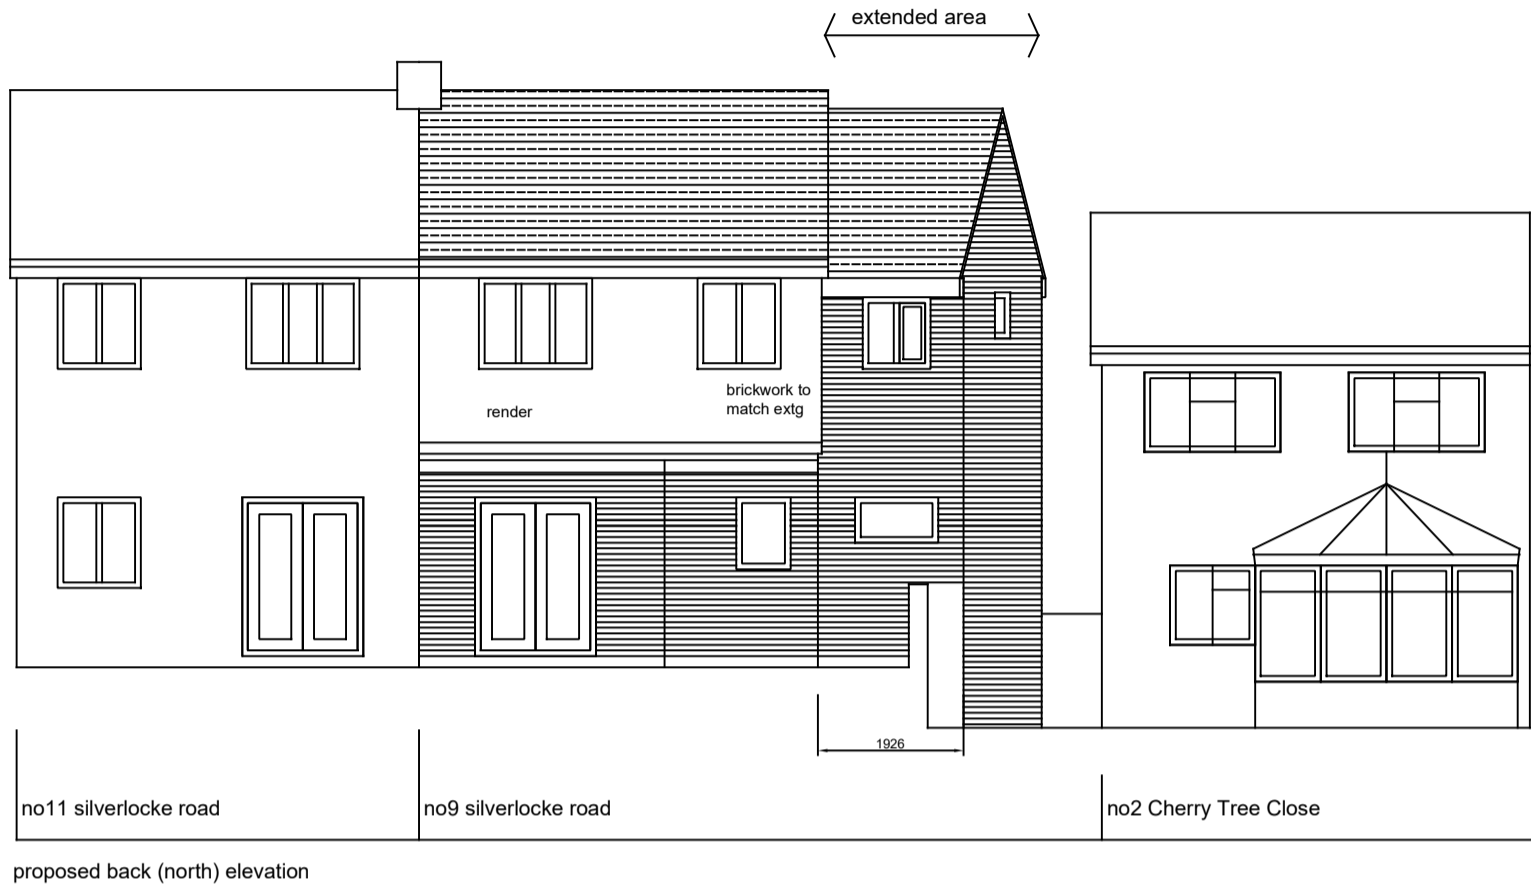 extended area
brickwork to
match extg
render
1926
no11 silverlocke road
no9 silverlocke road
no2 Cherry Tree Close
proposed back (north) elevation